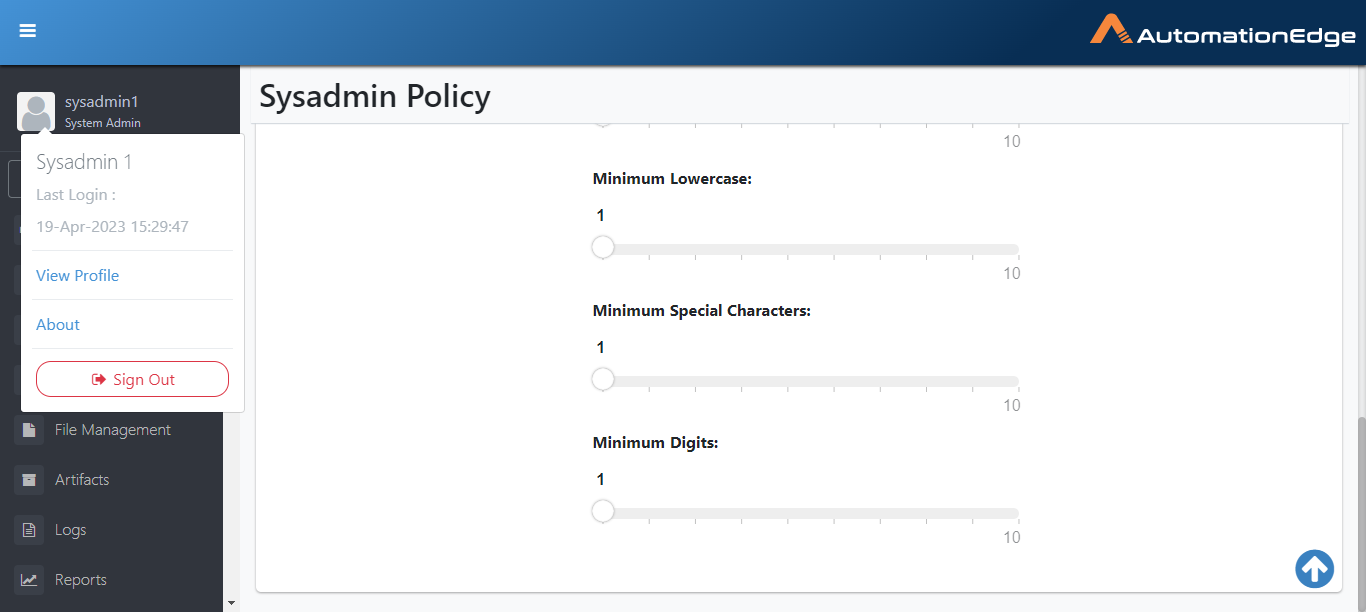 AutomationEdge
sysadmin1
System Admin
Sysadmin 1
Last Login :
19-Apr-2023 15:29:47
View Profile
About
Sign Out
File Management
Artifacts
Logs
Reports
Sysadmin Policy
10
Minimum Lowercase:
1
10
Minimum Special Characters:
1
10
Minimum Digits:
1
10